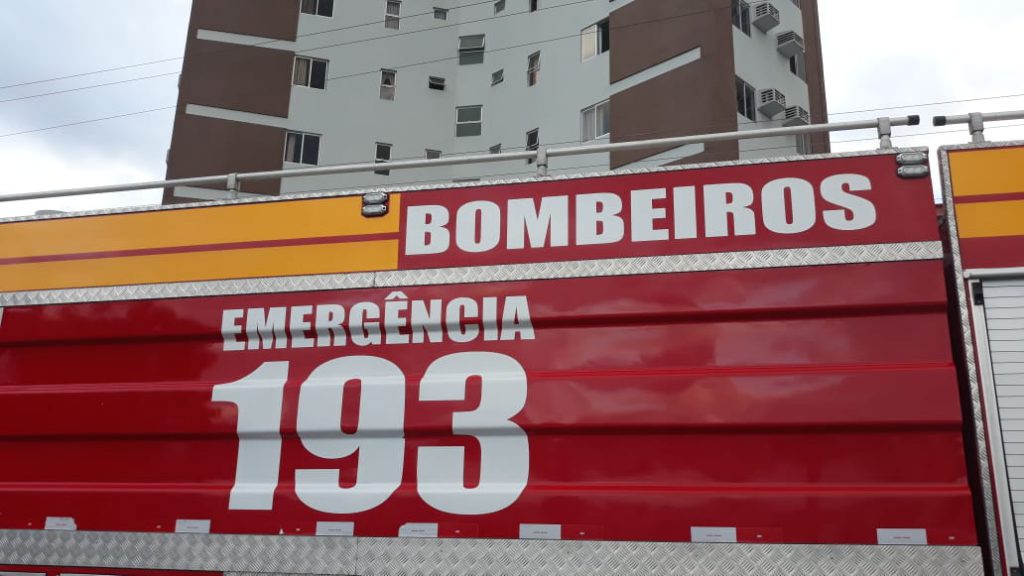 BOMBEIROS
EMERGÊNCIA
193